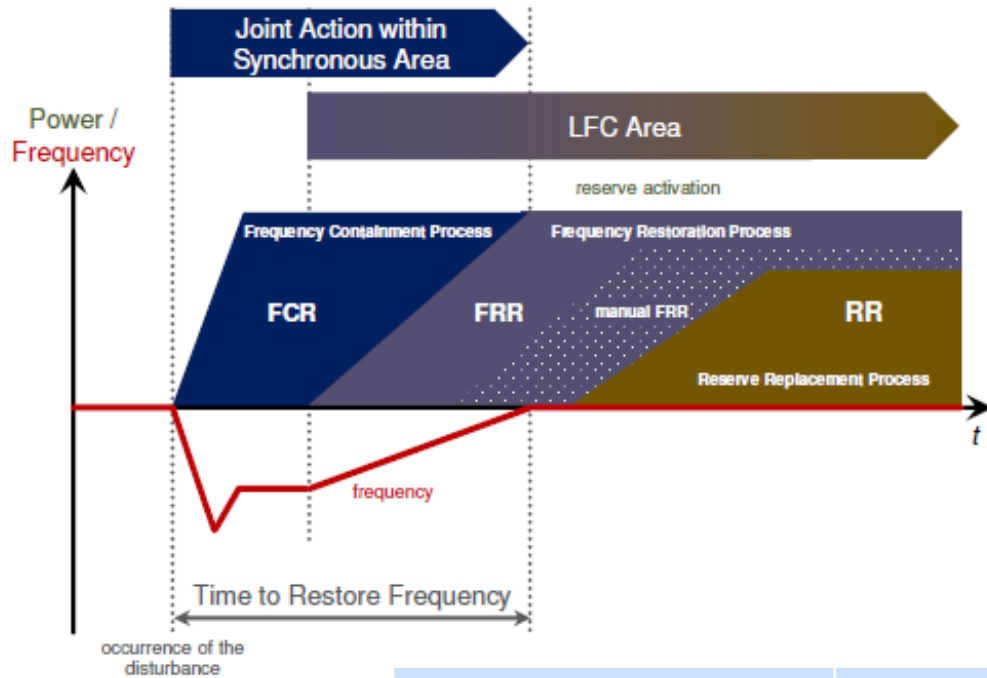 Joint Action within
Synchronous Area
LFC Area
Power /
Frequency
reserve activation
Frequency Containment Process
Frequency Restoration Process
FCR
FRR
manual FRR
RR
Reserve Replacement Process
t
frequency
Time to Restore Frequency
occurrence of the
disturbance